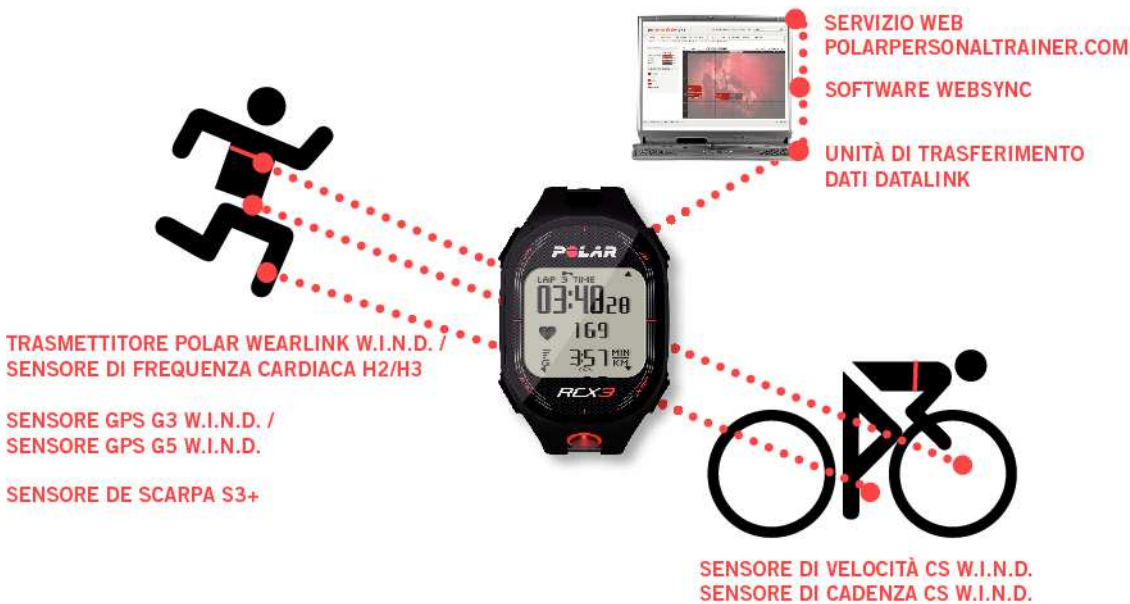 SERVIZIO WEB
POLARPERSONALTRAINER.COM
SOFTWARE WEBSYNC
UNITÀ DI TRASFERIMENTO
DATI DATALINK
POLAR
LAP 3 TIME
03:40.28
169
3:57 MIN
KM
RCX3
TRASMETTITORE POLAR WEARLINK W.I.N.D. /
SENSORE DI FREQUENZA CARDIACA H2/H3
SENSORE GPS G3 W.I.N.D. /
SENSORE GPS G5 W.I.N.D.
SENSORE DE SCARPA S3+
SENSORE DI VELOCITÀ CS W.I.N.D.
SENSORE DI CADENZA CS W.I.N.D.